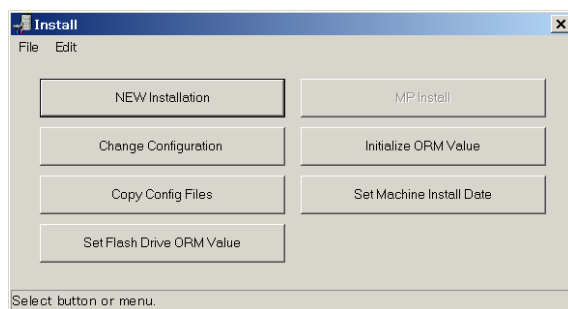 Install
File Edit
NEW Installation
MP Install
Change Configuration
Initialize ORM Value
Copy Config Files
Set Machine Install Date
Set Flash Drive ORM Value
Select button or menu.